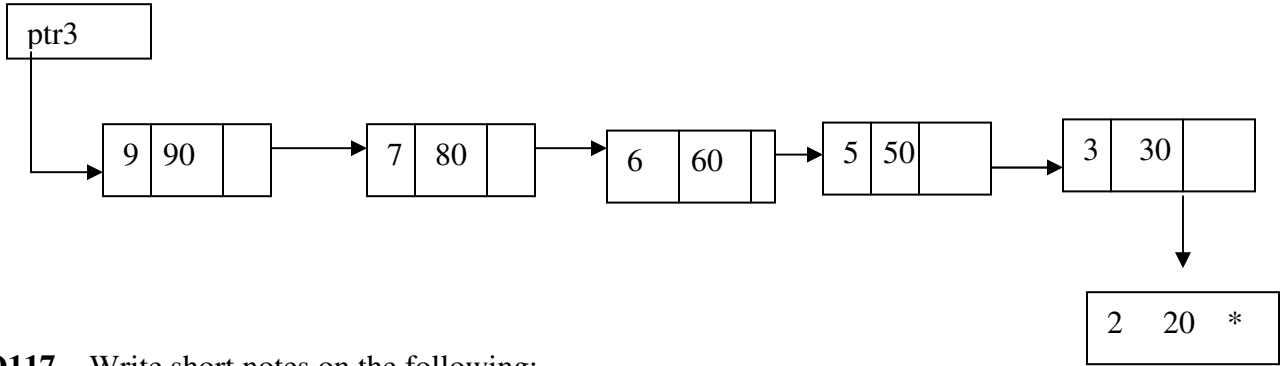 ptr3
9 90 7 80 6 60 5 50 3 30
2 20 *
Q117 Write short notes on the following: